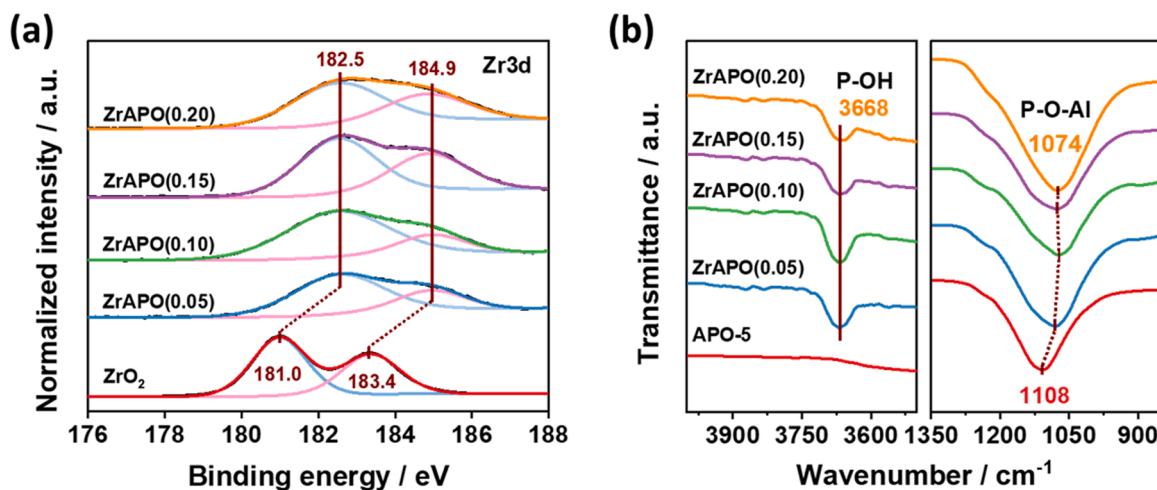 (a)
Normalized intensity / a.u.
182.5
184.9
Zr3d
ZrAPO(0.20)
ZrAPO(0.15)
ZrAPO(0.10)
ZrAPO(0.05)
ZrO₂
181.0
183.4
176 178 180 182 184 186 188
Binding energy / eV
(b)
Transmittance / a.u.
ZrAPO(0.20)
P-OH
3668
ZrAPO(0.15)
ZrAPO(0.10)
ZrAPO(0.05)
APO-5
P-O-Al
1074
1108
3900 3750 3600 3450
1350 1200 1050 900
Wavenumber / cm⁻¹